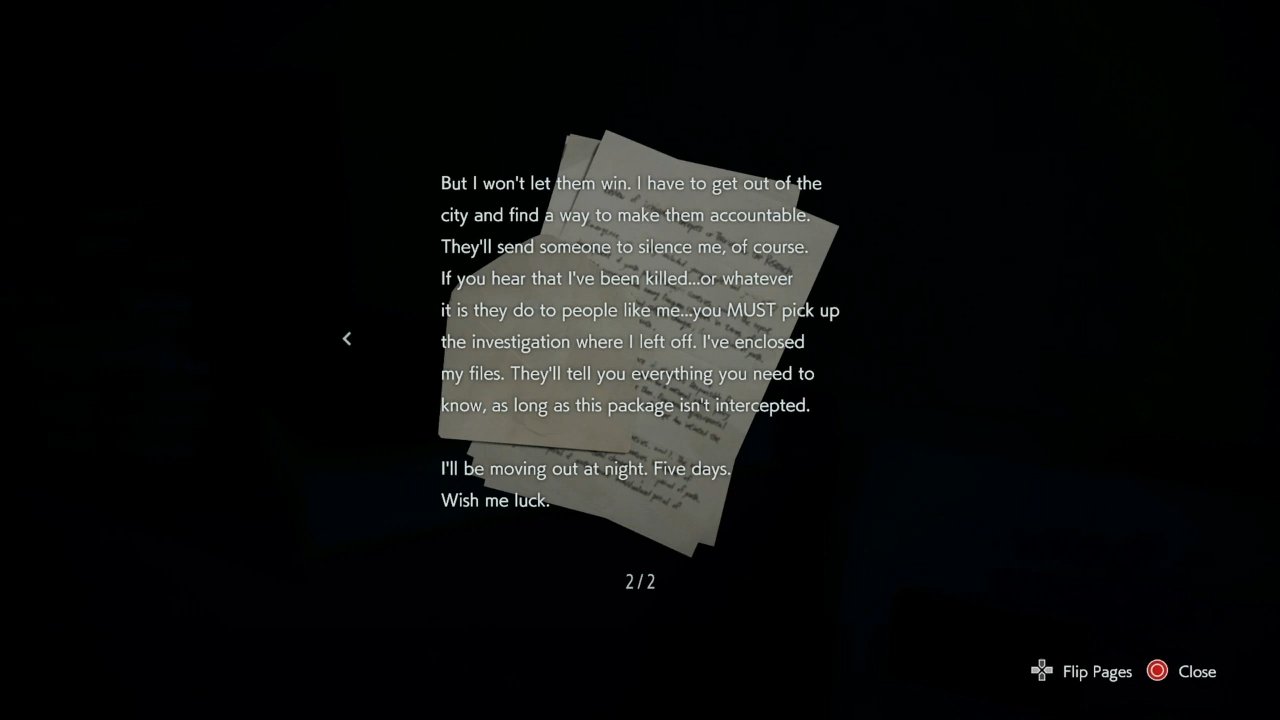 But I won't let them win. I have to get out of the
city and find a way to make them accountable.
They'll send someone to silence me, of course.
If you hear that I've been killed...or whatever
it is they do to people like me...you MUST pick up
the investigation where I left off. I've enclosed
my files. They'll tell you everything you need to
know, as long as this package isn't intercepted.
I'll be moving out at night. Five days.
Wish me luck.
2/2
Flip Pages
Close